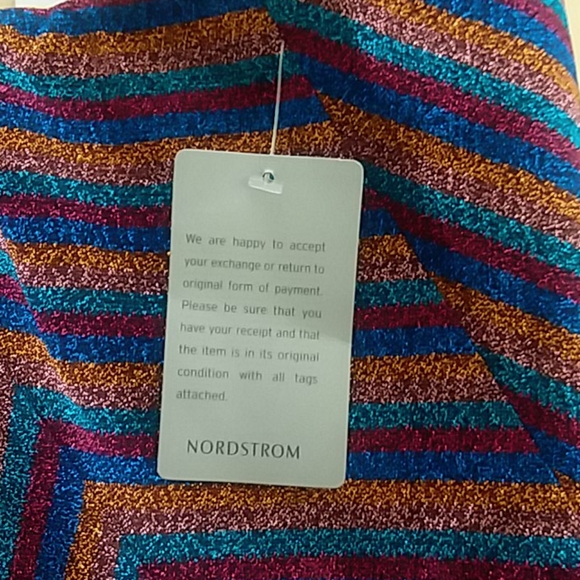 We are happy to accept
your exchange or return to
original form of payment.
Please be sure that you
have your receipt and that
the item is in its original
condition with all tags
attached.
NORDSTROM